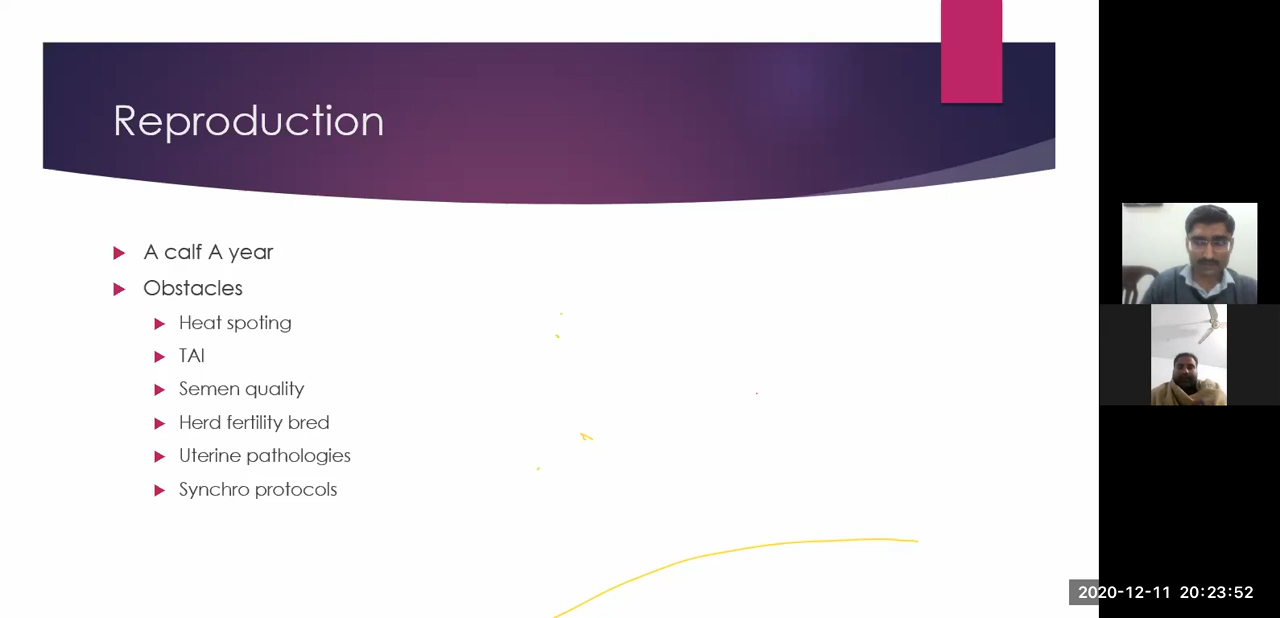 Reproduction
A calf A year
Obstacles
Heat spoting
TAI
Semen quality
Herd fertility bred
Uterine pathologies
Synchro protocols
2020-12-11 20:23:52